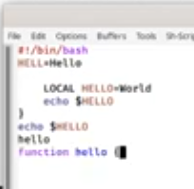 File Edit Options Buffers Tools Sh-Scrip
#!/bin/bash
HELL=Hello
LOCAL HELLO=World
echo $HELLO
}
echo $HELLO
hello
function hello {